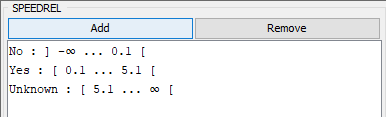 SPEEDREL
Add Remove
No : ] -∞ ... 0.1 [
Yes : [ 0.1 ... 5.1 [
Unknown : [ 5.1 ... ∞ [